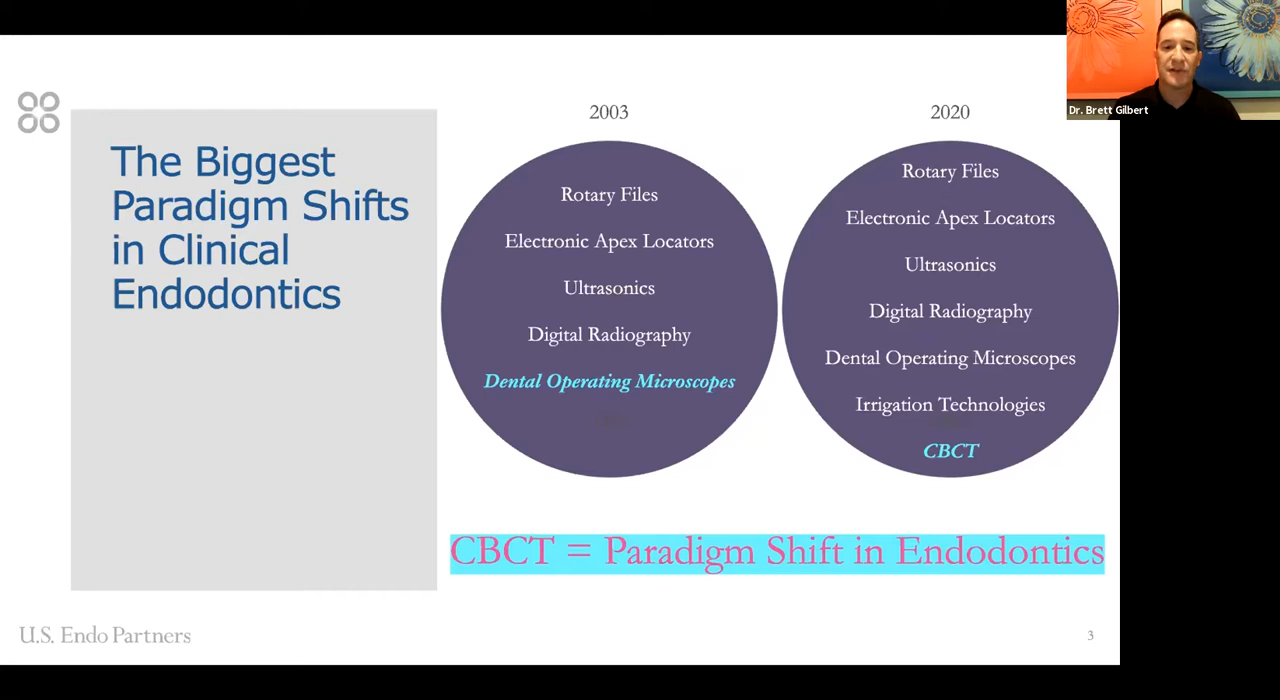 Dr. Brett Gilbert
The Biggest
Paradigm Shifts
in Clinical
Endodontics
2003
Rotary Files
Electronic Apex Locators
Ultrasonics
Digital Radiography
Dental Operating Microscopes
2020
Rotary Files
Electronic Apex Locators
Ultrasonics
Digital Radiography
Dental Operating Microscopes
Irrigation Technologies
CBCT
CBCT = Paradigm Shift in Endodontics
U.S. Endo Partners
3